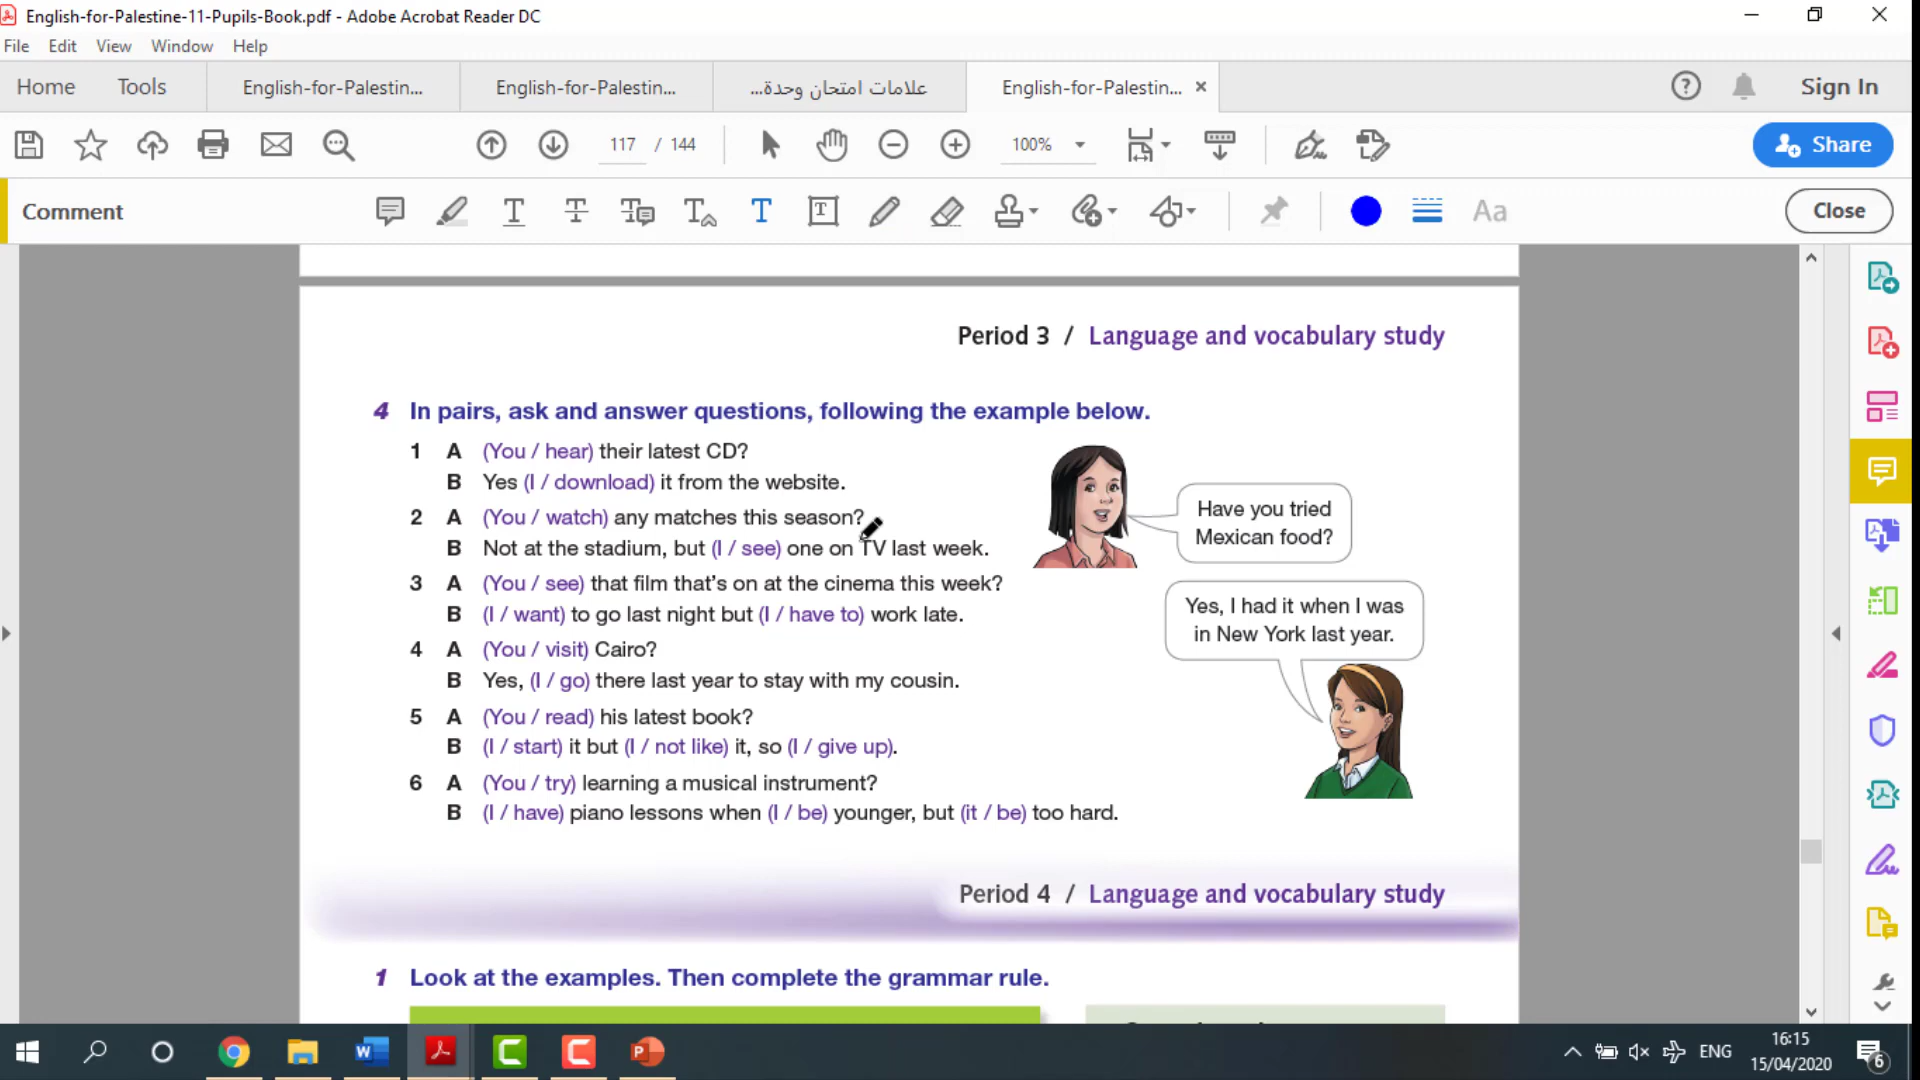 English-for-Palestine-11-Pupils-Book.pdf - Adobe Acrobat Reader DC
File Edit View Window Help
Home Tools English-for-Palestin... English-for-Palestin... علامات امتحان وحدة... English-for-Palestin... × Sign In
117 / 144 100% Share
Comment Aa Close
Period 3 / Language and vocabulary study
4 In pairs, ask and answer questions, following the example below.
1 A (You / hear) their latest CD?
B Yes (I / download) it from the website.
2 A (You / watch) any matches this season?
B Not at the stadium, but (I / see) one on TV last week.
3 A (You / see) that film that's on at the cinema this week?
B (I / want) to go last night but (I / have to) work late.
4 A (You / visit) Cairo?
B Yes, (I / go) there last year to stay with my cousin.
5 A (You / read) his latest book?
B (I / start) it but (I / not like) it, so (I / give up).
6 A (You / try) learning a musical instrument?
B (I / have) piano lessons when (I / be) younger, but (it / be) too hard.
Have you tried
Mexican food?
Yes, I had it when I was
in New York last year.
Period 4 / Language and vocabulary study
1 Look at the examples. Then complete the grammar rule.
ENG
16:15
15/04/2020
6